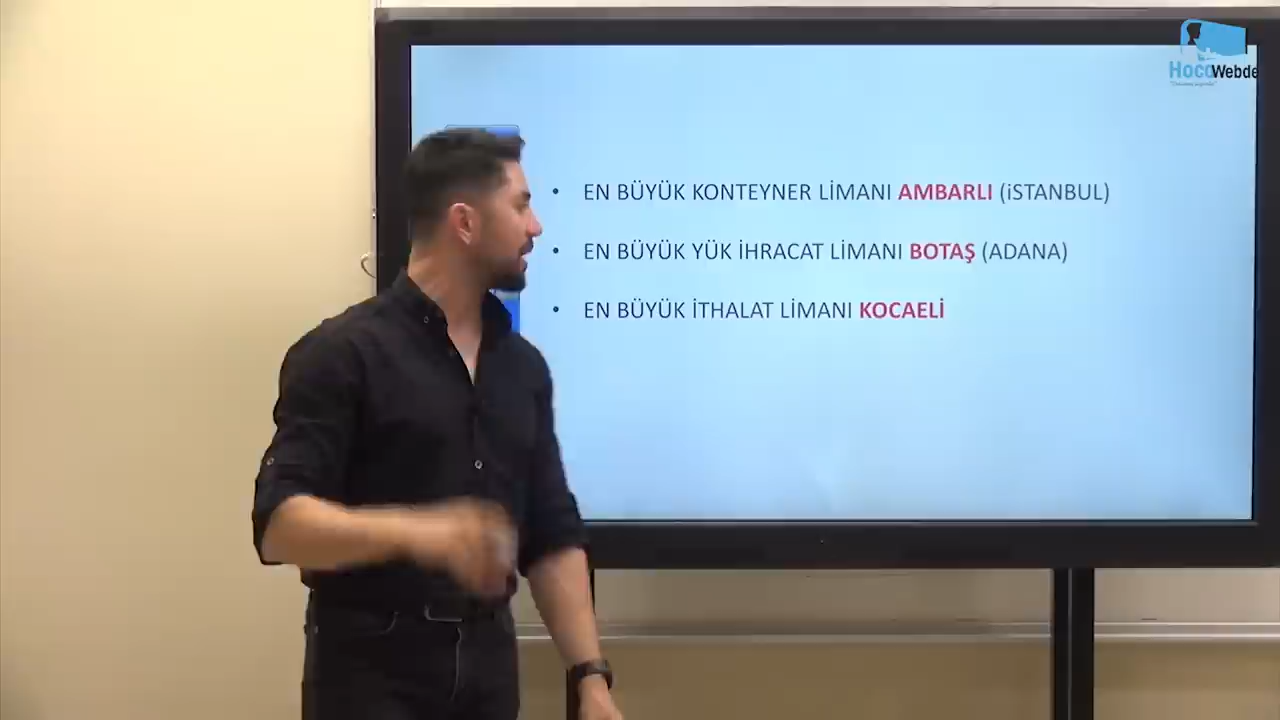 HocaWebde
• EN BÜYÜK KONTEYNER LİMANI AMBARLI (iSTANBUL)
• EN BÜYÜK YÜK İHRACAT LİMANI BOTAŞ (ADANA)
• EN BÜYÜK İTHALAT LİMANI KOCAELİ